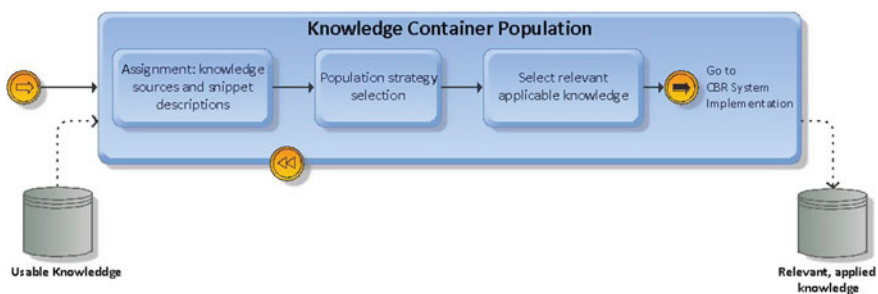 Knowledge Container Population
Assignment: knowledge
sources and snippet
descriptions
Population strategy
selection
Select relevant
applicable knowledge
Go to
CBR System
Implementation
Usable Knowleddge
Relevant, applied
knowledge